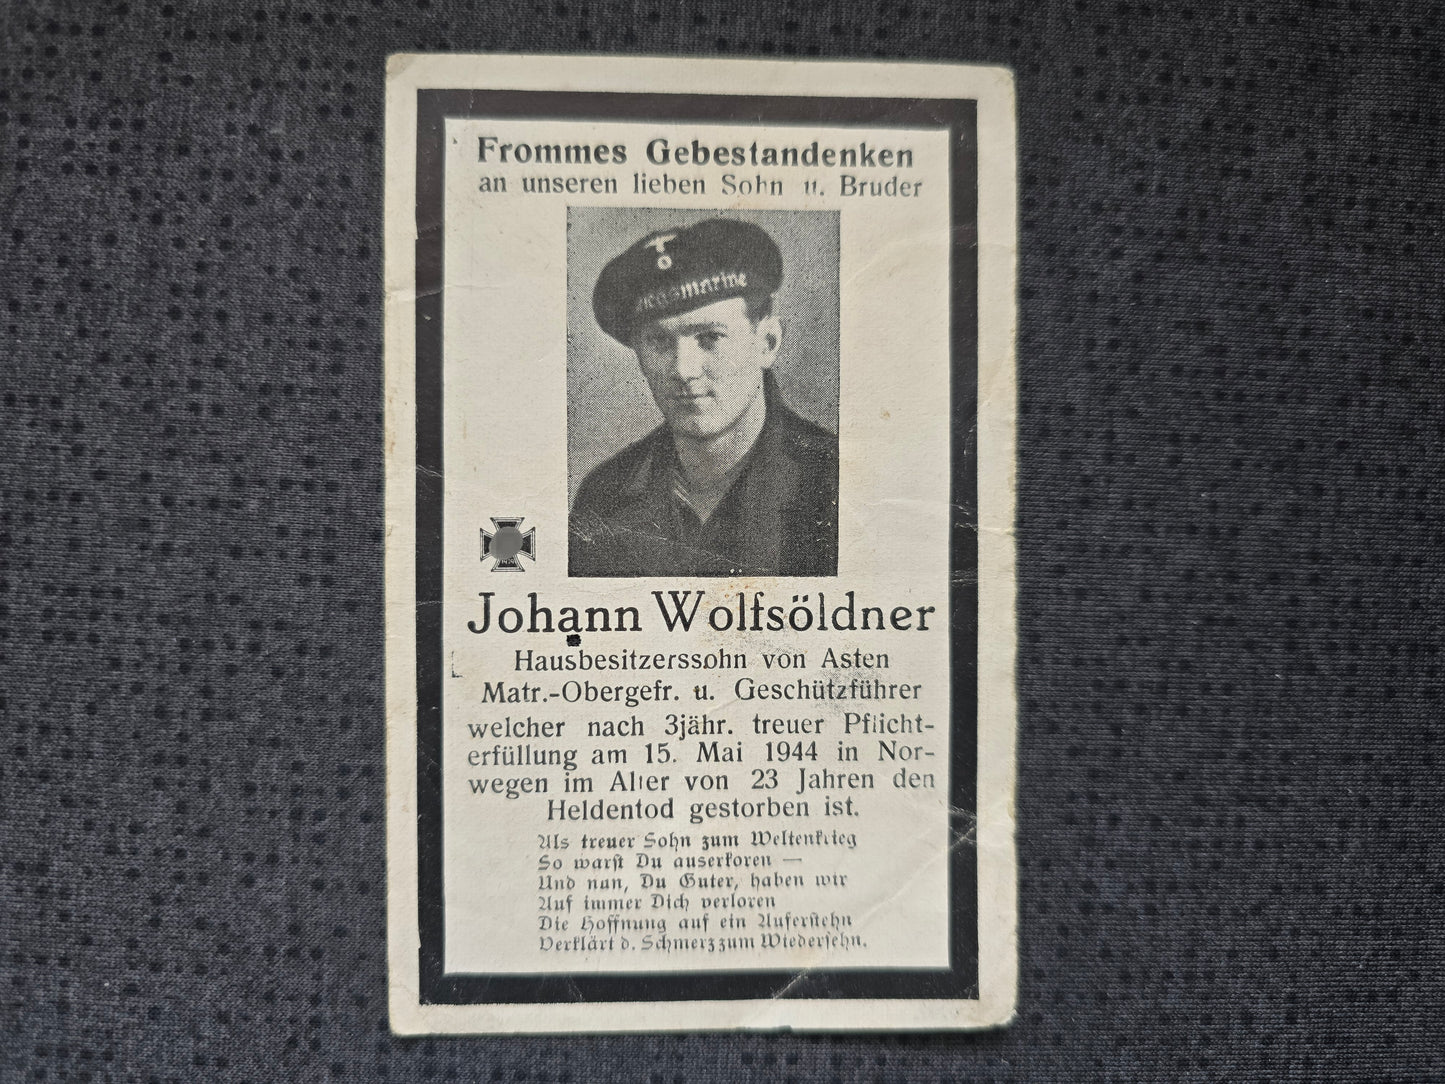 Frommes Gebetsandenken
an unseren lieben Sohn u. Bruder
Kriegsmarine
Johann Wolfsöldner
Hausbesitzerssohn von Asten
Matr.-Obergefr. u. Geschützführer
welcher nach 3jähr. treuer Pflicht-
erfüllung am 15. Mai 1944 in Nor-
wegen im Alter von 23 Jahren den
Heldentod gestorben ist.
Als treuer Sohn zum Weltenkrieg
So warst Du auserkoren —
Und nun, Du Guter, haben wir
Auf immer Dich verloren
Die Hoffnung auf ein Auferstehn
Verklärt d. Schmerz zum Wiedersehn.